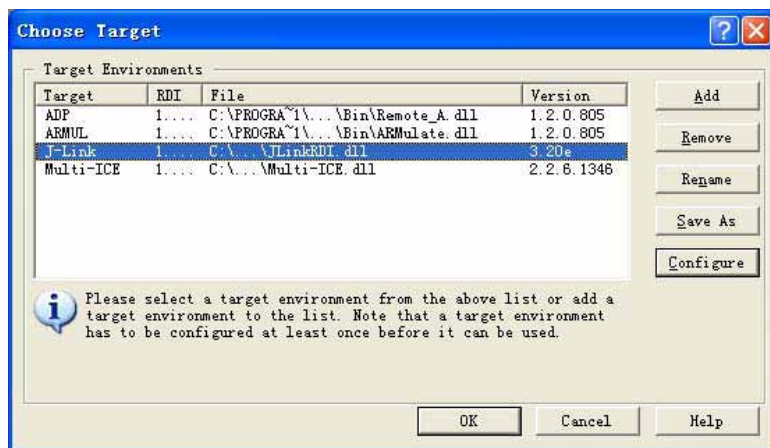 Choose Target
Target Environments
Target RDI File Version
ADP 1.... C:\PROGRA~1\...\Bin\Remote_A.dll 1.2.0.805
ARMUL 1.... C:\PROGRA~1\...\Bin\ARMulate.dll 1.2.0.805
J-Link 1.... C:\...\JLinkRDI.dll 3.20e
Multi-ICE 1.... C:\...\Multi-ICE.dll 2.2.6.1346
Add
Remove
Rename
Save As
Configure
Please select a target environment from the above list or add a
target environment to the list. Note that a target environment
has to be configured at least once before it can be used.
OK Cancel Help